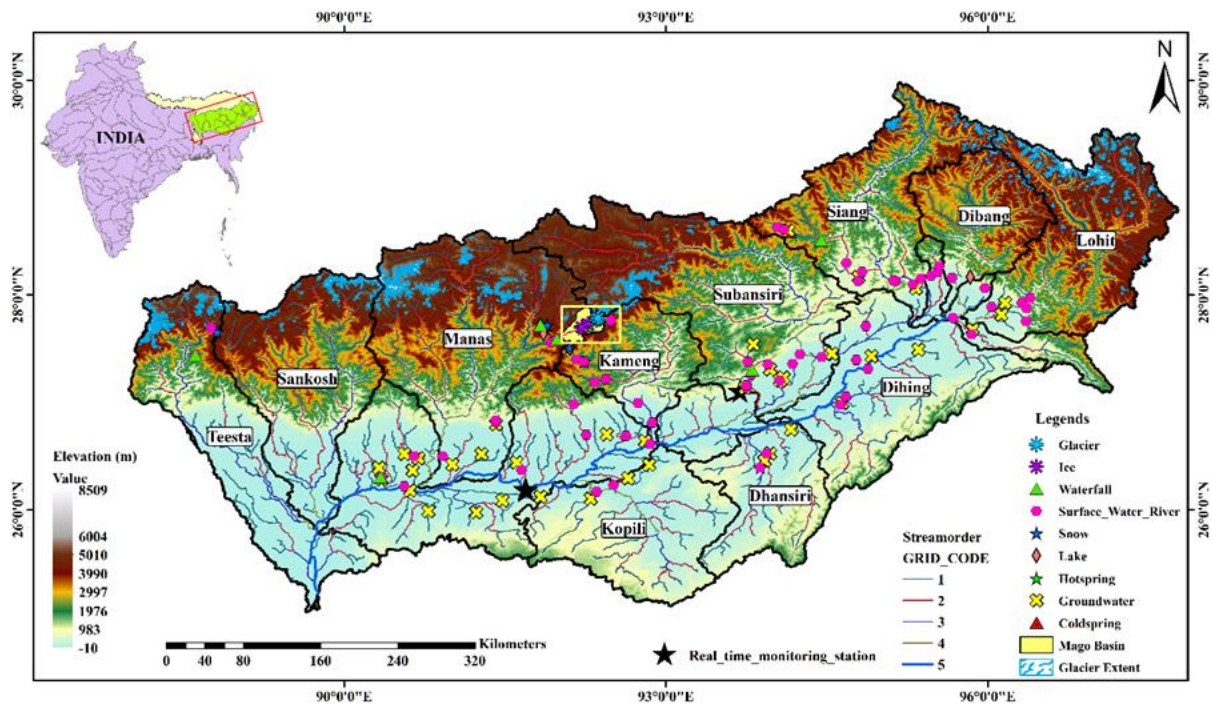 90°0'0"E 93°0'0"E 96°0'0"E
N
30°0'0"N
30°0'0"N
INDIA
Siang
Dibang
Lohit
28°0'0"N
28°0'0"N
Subansiri
Manas
Kameng
Sankosh
Dihing
Teesta
Legends
Glacier
Ice
Waterfall
Surface_Water_River
Snow
Lake
Hotspring
Groundwater
Coldspring
Mago Basin
Glacier Extent
26°0'0"N
26°0'0"N
Dhansiri
Kopili
Elevation (m)
Value
8509
6004
5010
3990
2997
1976
983
-10
Streamorder
GRID_CODE
1
2
3
4
5
Kilometers
0 40 80 160 240 320
Real_time_monitoring_station
90°0'0"E 93°0'0"E 96°0'0"E